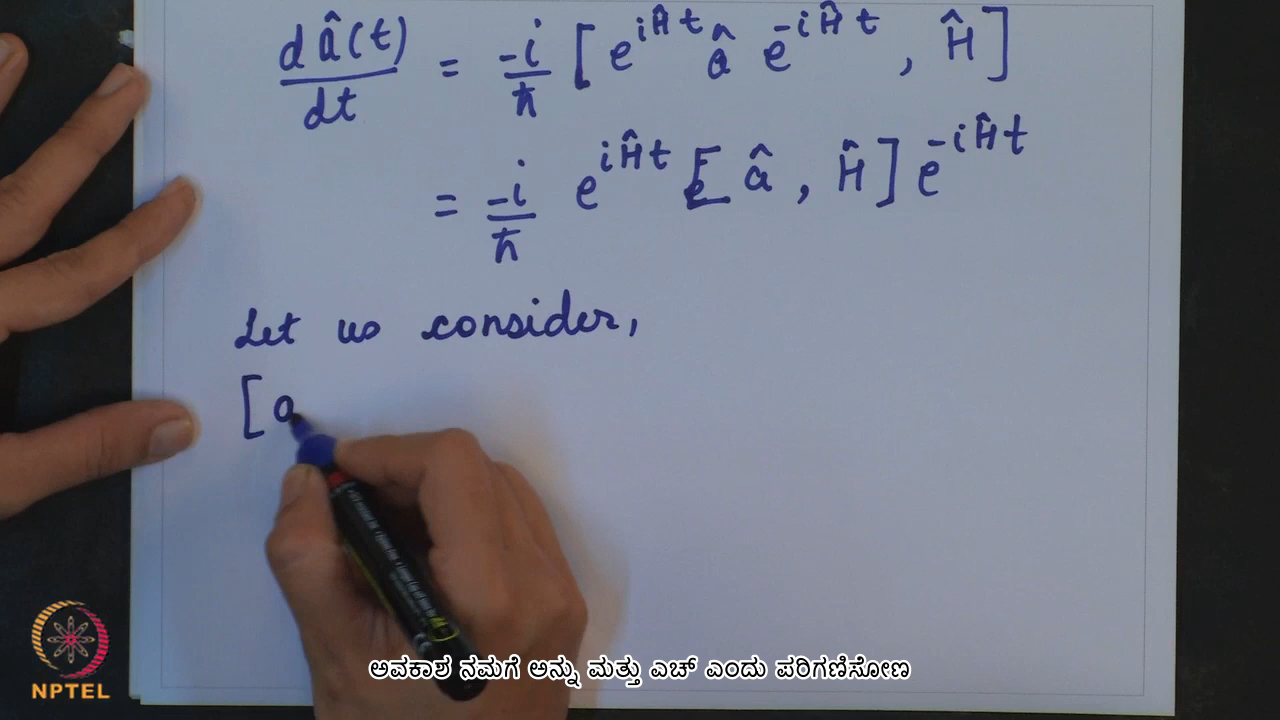 dâ(t)/dt = -i/ħ [ e^{iĤt} â e^{-iĤt} , Ĥ ]
= -i/ħ e^{iĤt} [ â , Ĥ ] e^{-iĤt}
Let us consider,
[ a
ಅವಕಾಶ ನಮಗೆ ಅನ್ನು ಮತ್ತು ಎಚ್ ಎಂದು ಪರಿಗಣಿಸೋಣ
NPTEL